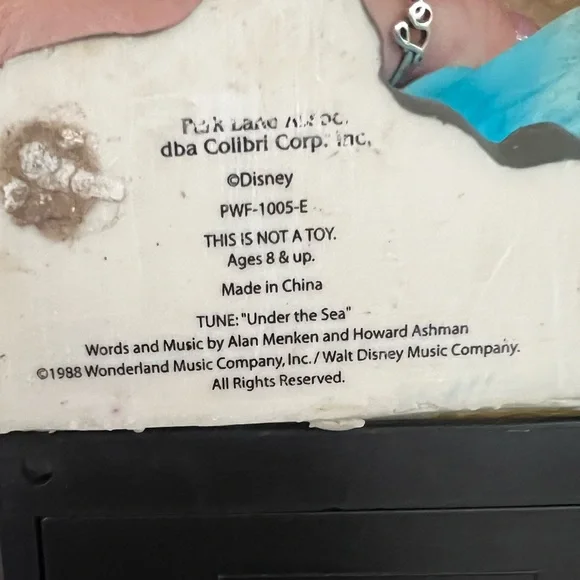 Park Lane Assoc.
dba Colibri Corp. Inc.
©Disney
PWF-1005-E
THIS IS NOT A TOY.
Ages 8 & up.
Made in China
TUNE: "Under the Sea"
Words and Music by Alan Menken and Howard Ashman
©1988 Wonderland Music Company, Inc. / Walt Disney Music Company.
All Rights Reserved.